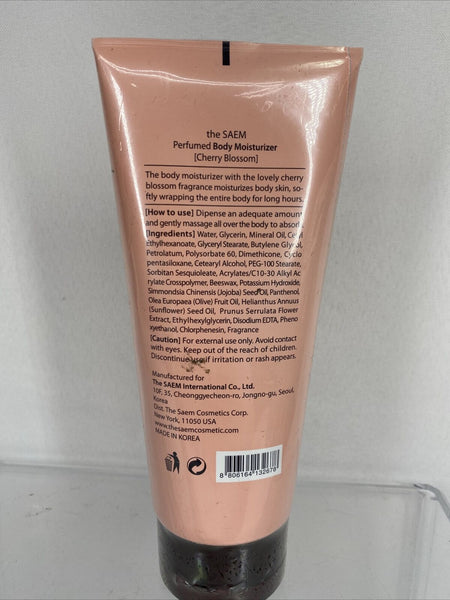 the SAEM
Perfumed Body Moisturizer
[Cherry Blossom]
The body moisturizer with the lovely cherry
blossom fragrance moisturizes body skin, so-
ftly wrapping the entire body for long hours.
[How to use] Dipense an adequate amount
and gently massage all over the body to absorb.
[Ingredients] Water, Glycerin, Mineral Oil, Cetyl
Ethylhexanoate, Glyceryl Stearate, Butylene Glycol,
Petrolatum, Polysorbate 60, Dimethicone, Cyclo
pentasiloxane, Cetearyl Alcohol, PEG-100 Stearate,
Sorbitan Sesquioleate, Acrylates/C10-30 Alkyl Ac
rylate Crosspolymer, Beeswax, Potassium Hydroxide,
Simmondsia Chinensis (Jojoba) Seed Oil, Panthenol,
Olea Europaea (Olive) Fruit Oil, Helianthus Annuus
(Sunflower) Seed Oil, Prunus Serrulata Flower
Extract, Ethylhexylglycerin, Disodium EDTA, Pheno
xyethanol, Chlorphenesin, Fragrance
[Caution] For external use only. Avoid contact
with eyes. Keep out of the reach of children.
Discontinue use if irritation or rash appears.
Manufactured for
The SAEM International Co., Ltd.
10F, 35, Cheonggyecheon-ro, Jongno-gu, Seoul,
Korea
Dist. The Saem Cosmetics Corp.
New York, 11050 USA
www.thesaemcosmetic.com
MADE IN KOREA
8 806164 132678